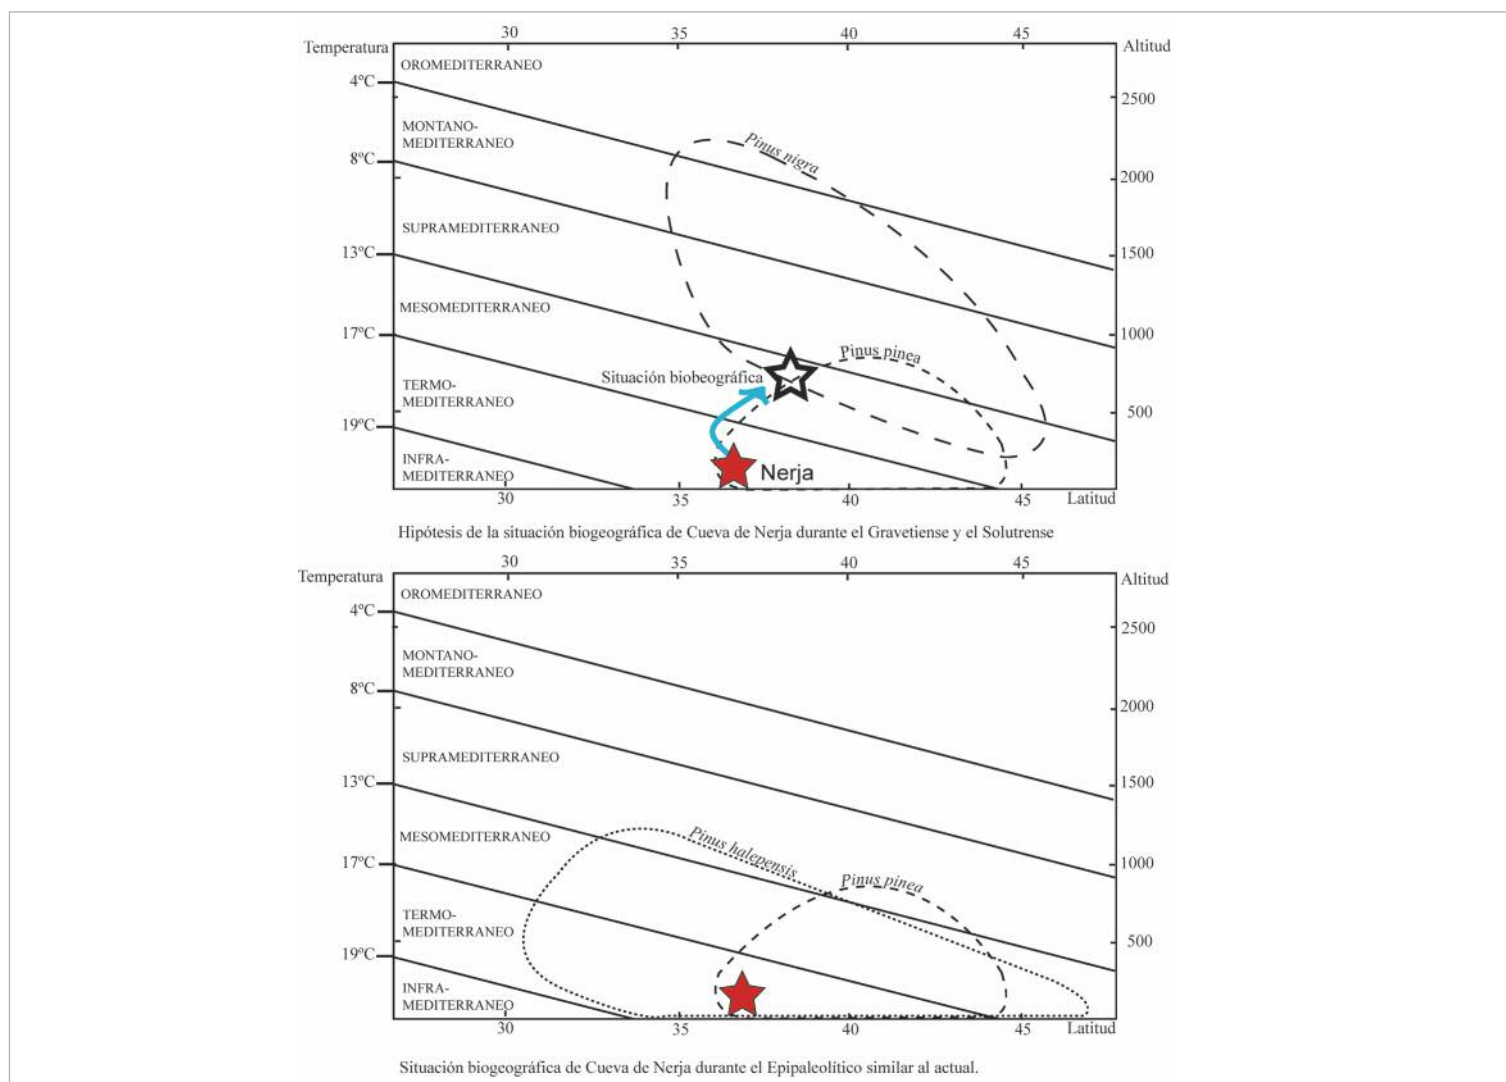 30 35 40 45
Temperatura Altitud
OROMEDITERRANEO
4ºC
2500
MONTANO-
MEDITERRANEO
Pinus nigra
8ºC
2000
SUPRAMEDITERRANEO
13ºC
1500
MESOMEDITERRANEO
17ºC
1000
Pinus pinea
Situación biobeográfica
TERMO-
MEDITERRANEO
500
19ºC
INFRA-
MEDITERRANEO
Nerja
30 35 40 45 Latitud
Hipótesis de la situación biogeográfica de Cueva de Nerja durante el Gravetiense y el Solutrense
30 35 40 45
Temperatura Altitud
OROMEDITERRANEO
4ºC
2500
MONTANO-
MEDITERRANEO
8ºC
2000
SUPRAMEDITERRANEO
13ºC
1500
MESOMEDITERRANEO
Pinus halepensis
17ºC
1000
Pinus pinea
TERMO-
MEDITERRANEO
500
19ºC
INFRA-
MEDITERRANEO
30 35 40 45 Latitud
Situación biogeográfica de Cueva de Nerja durante el Epipaleolítico similar al actual.